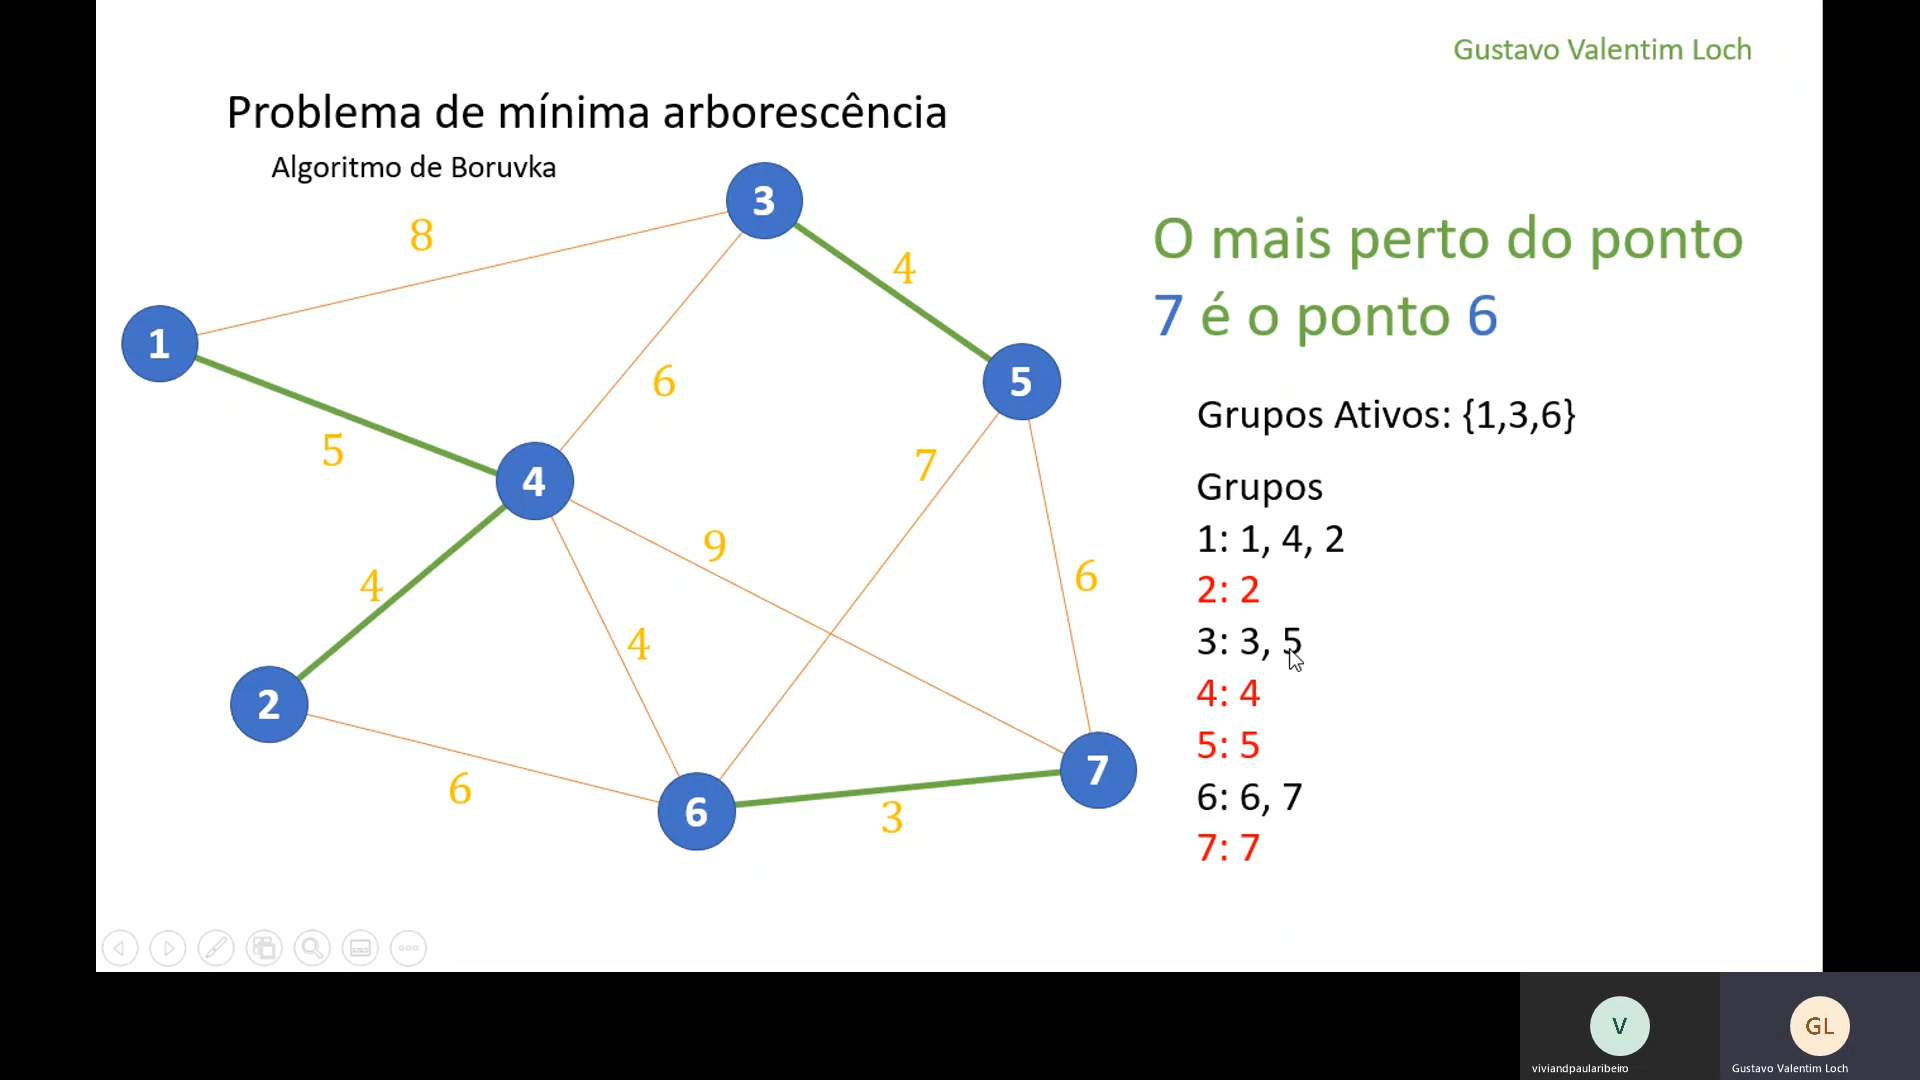 Gustavo Valentim Loch
Problema de mínima arborescência
Algoritmo de Boruvka
3
8
4
O mais perto do ponto
7 é o ponto 6
1
6
5
Grupos Ativos: {1,3,6}
5
7
4
Grupos
1: 1, 4, 2
9
4
6
2: 2
4
3: 3, 5
2
4: 4
6
7
5: 5
6
3
6: 6, 7
7: 7
V
GL
viviandpaularibeiro
Gustavo Valentim Loch